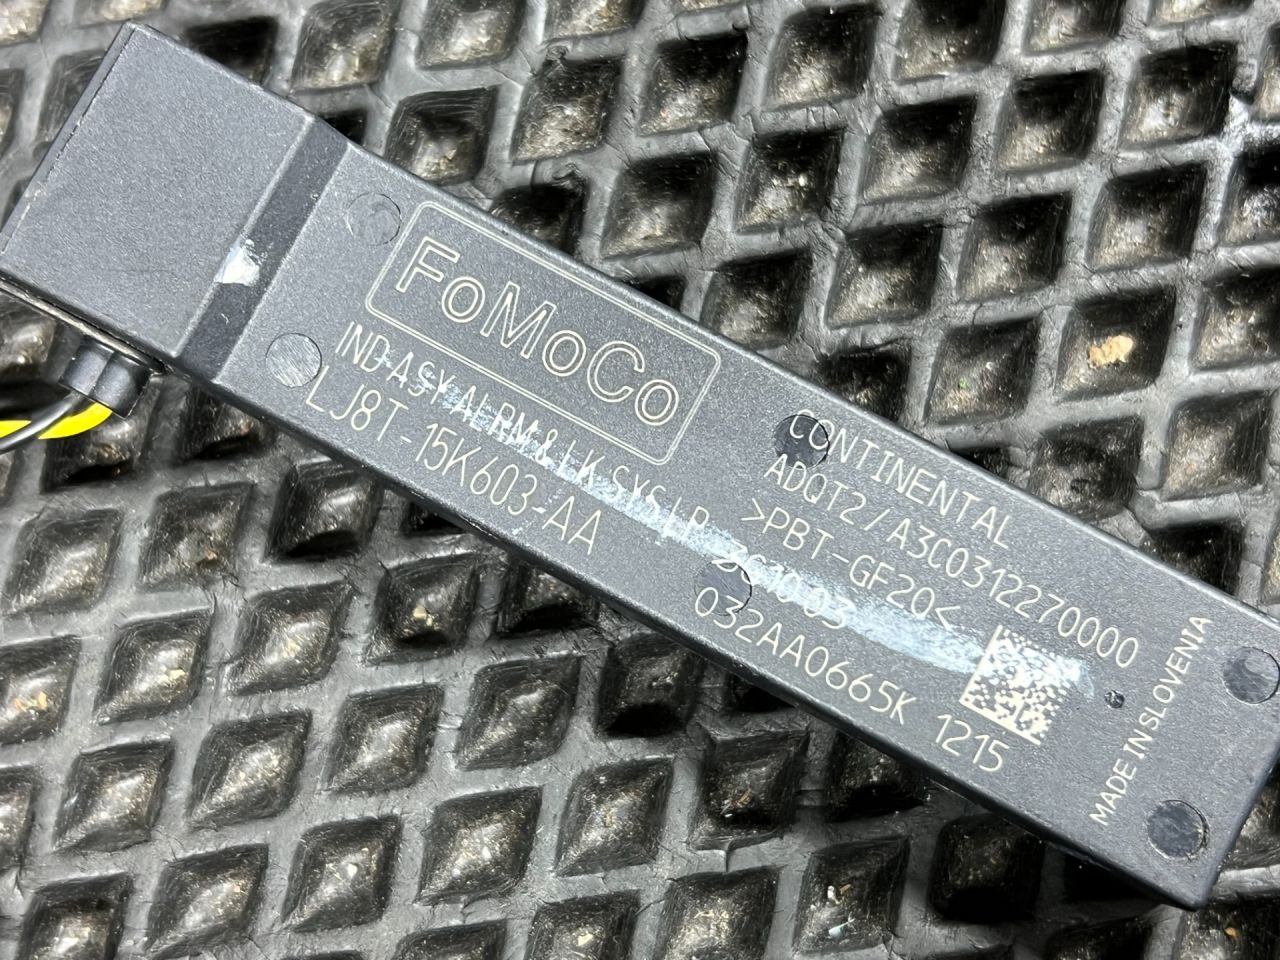 FoMoCo
IND ASY ALRM & LK SYS I P
LJ8T-15K603-AA
CONTINENTAL
ADQT2/A3C0312270000
>PBT-GF20<
032AA0665K 1215
MADE IN SLOVENIA